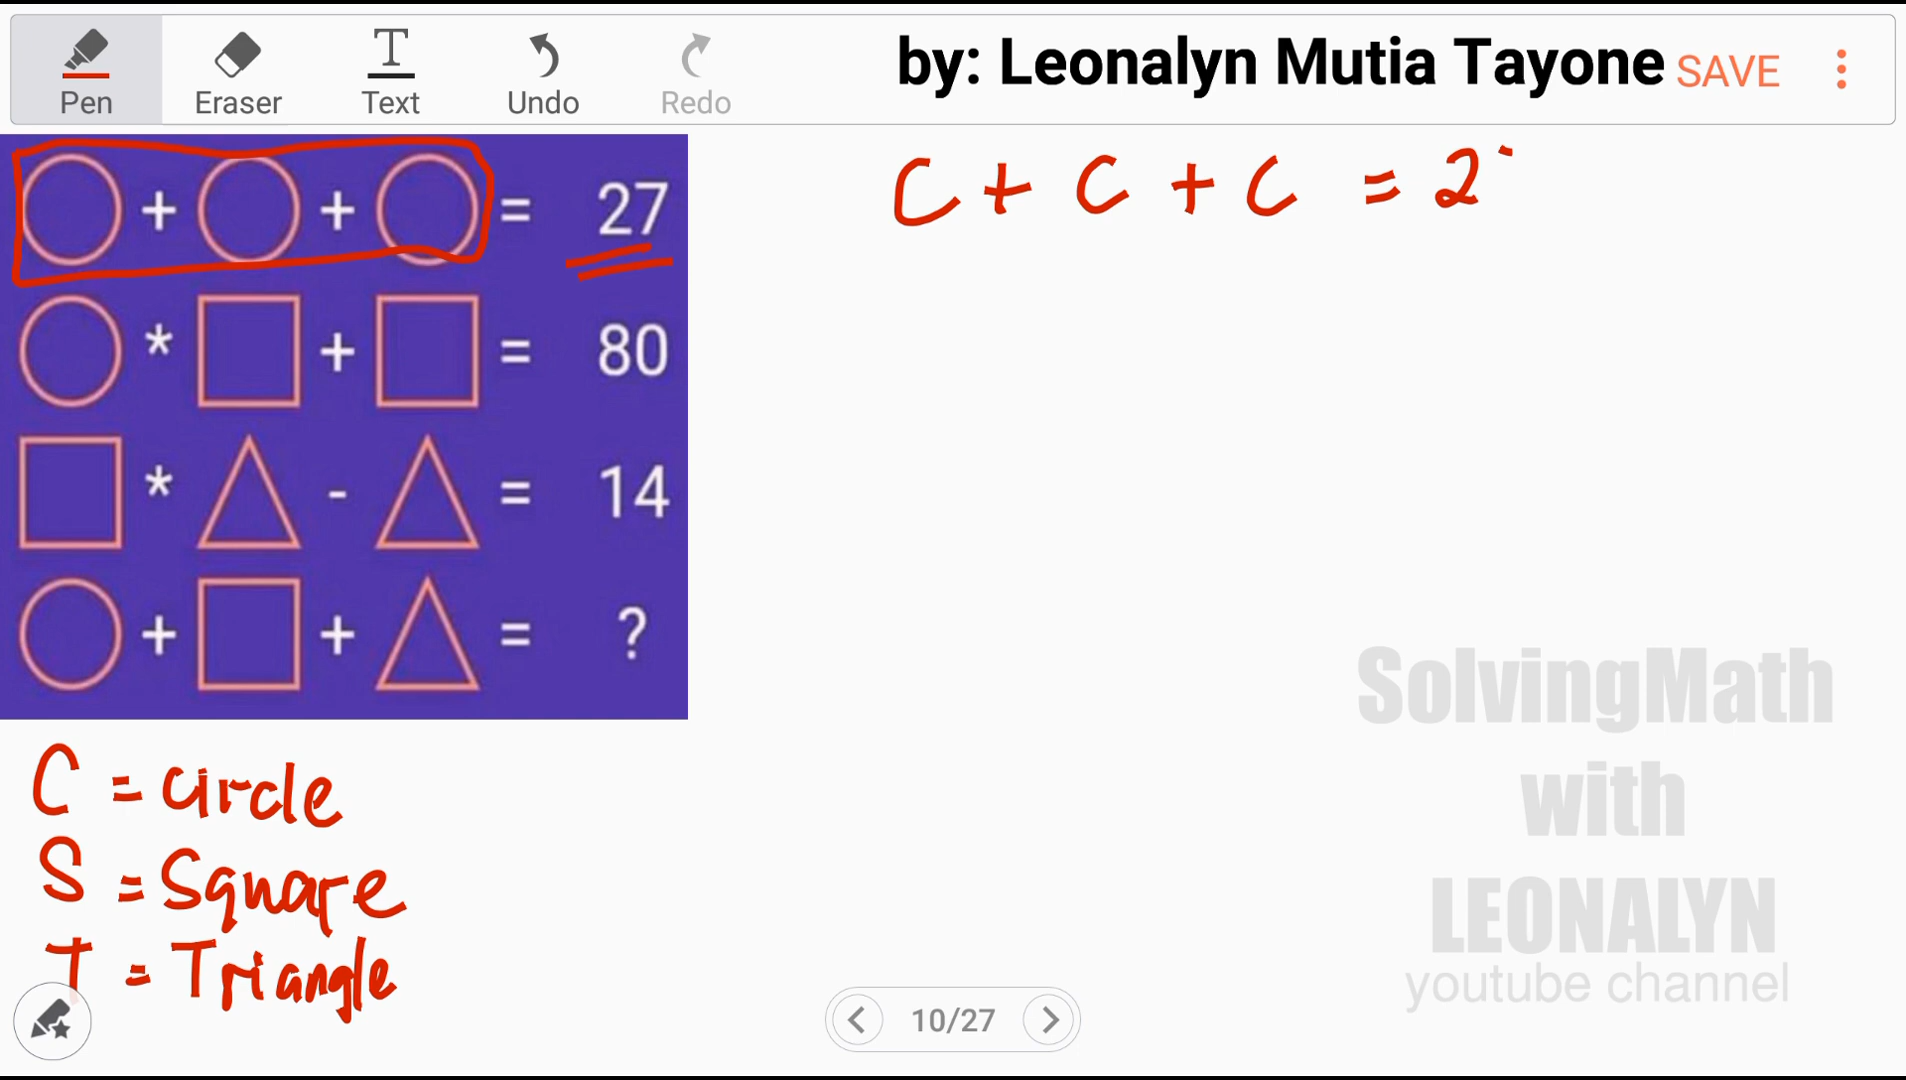 Pen Eraser Text Undo Redo by: Leonalyn Mutia Tayone SAVE
+ + = 27
* + = 80
* - = 14
+ + = ?
C + C + C = 2
C = Circle
S = Square
T = Triangle
SolvingMath
with
LEONALYN
youtube channel
10/27